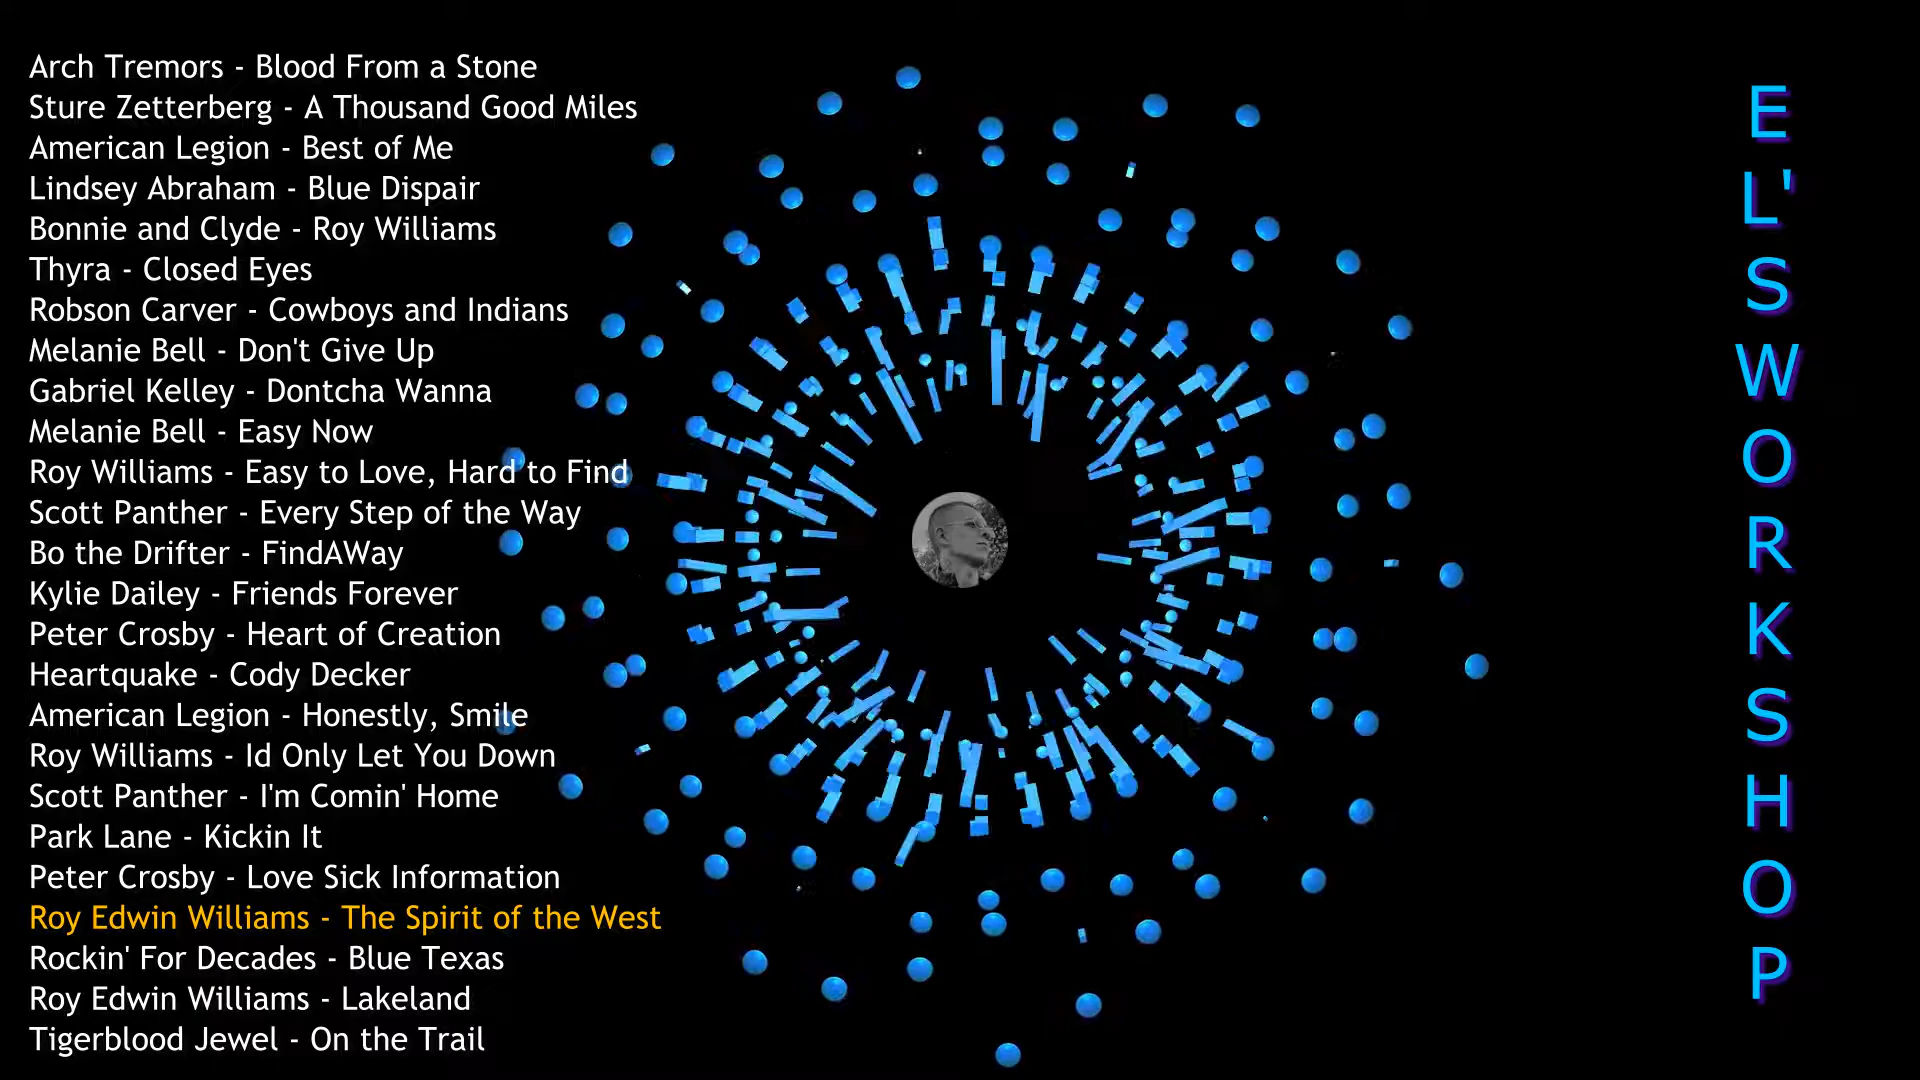 Arch Tremors - Blood From a Stone
Sture Zetterberg - A Thousand Good Miles
American Legion - Best of Me
Lindsey Abraham - Blue Dispair
Bonnie and Clyde - Roy Williams
Thyra - Closed Eyes
Robson Carver - Cowboys and Indians
Melanie Bell - Don't Give Up
Gabriel Kelley - Dontcha Wanna
Melanie Bell - Easy Now
Roy Williams - Easy to Love, Hard to Find
Scott Panther - Every Step of the Way
Bo the Drifter - FindAWay
Kylie Dailey - Friends Forever
Peter Crosby - Heart of Creation
Heartquake - Cody Decker
American Legion - Honestly, Smile
Roy Williams - Id Only Let You Down
Scott Panther - I'm Comin' Home
Park Lane - Kickin It
Peter Crosby - Love Sick Information
Roy Edwin Williams - The Spirit of the West
Rockin' For Decades - Blue Texas
Roy Edwin Williams - Lakeland
Tigerblood Jewel - On the Trail
EL'S WORKSHOP